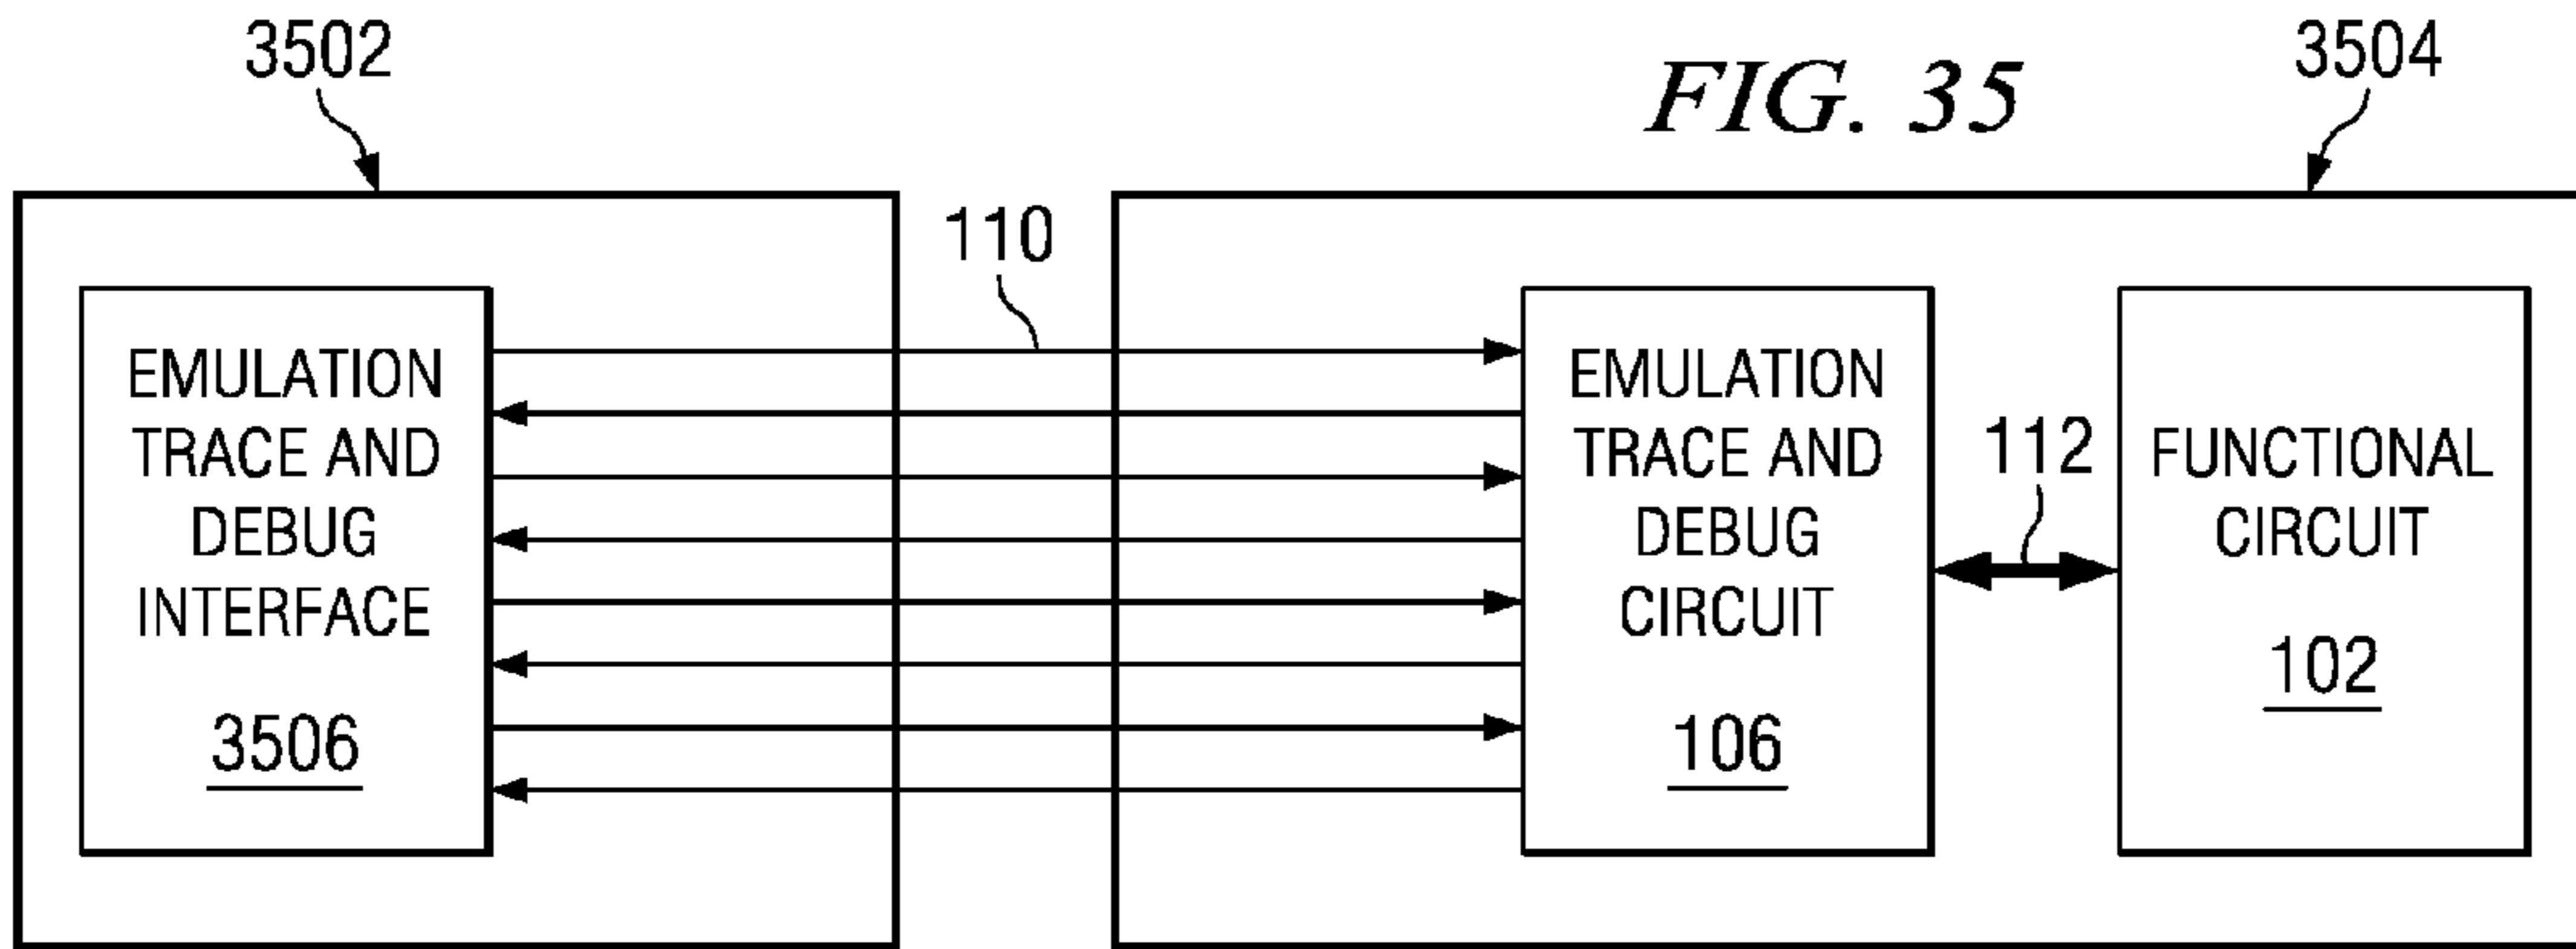 3502
FIG. 35
3504
110
EMULATION
TRACE AND
DEBUG
INTERFACE
3506
EMULATION
TRACE AND
DEBUG
CIRCUIT
106
112
FUNCTIONAL
CIRCUIT
102